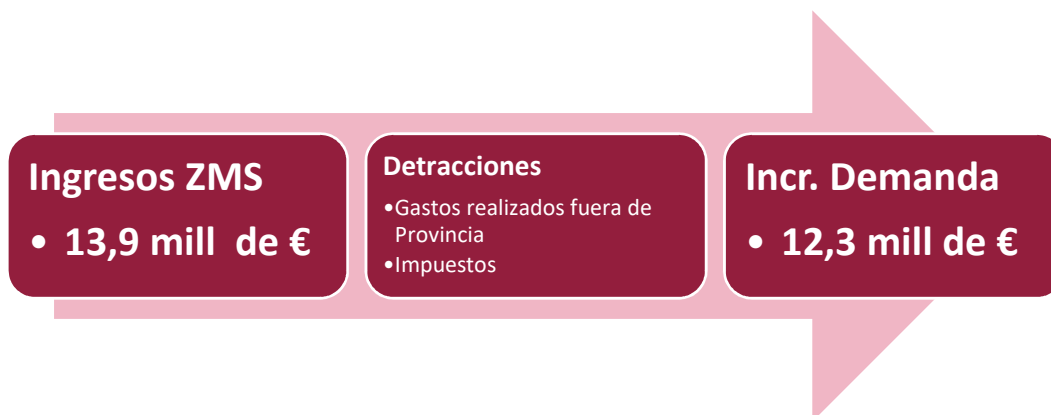 Ingresos ZMS
• 13,9 mill de €
Detracciones
•Gastos realizados fuera de
Provincia
•Impuestos
Incr. Demanda
• 12,3 mill de €